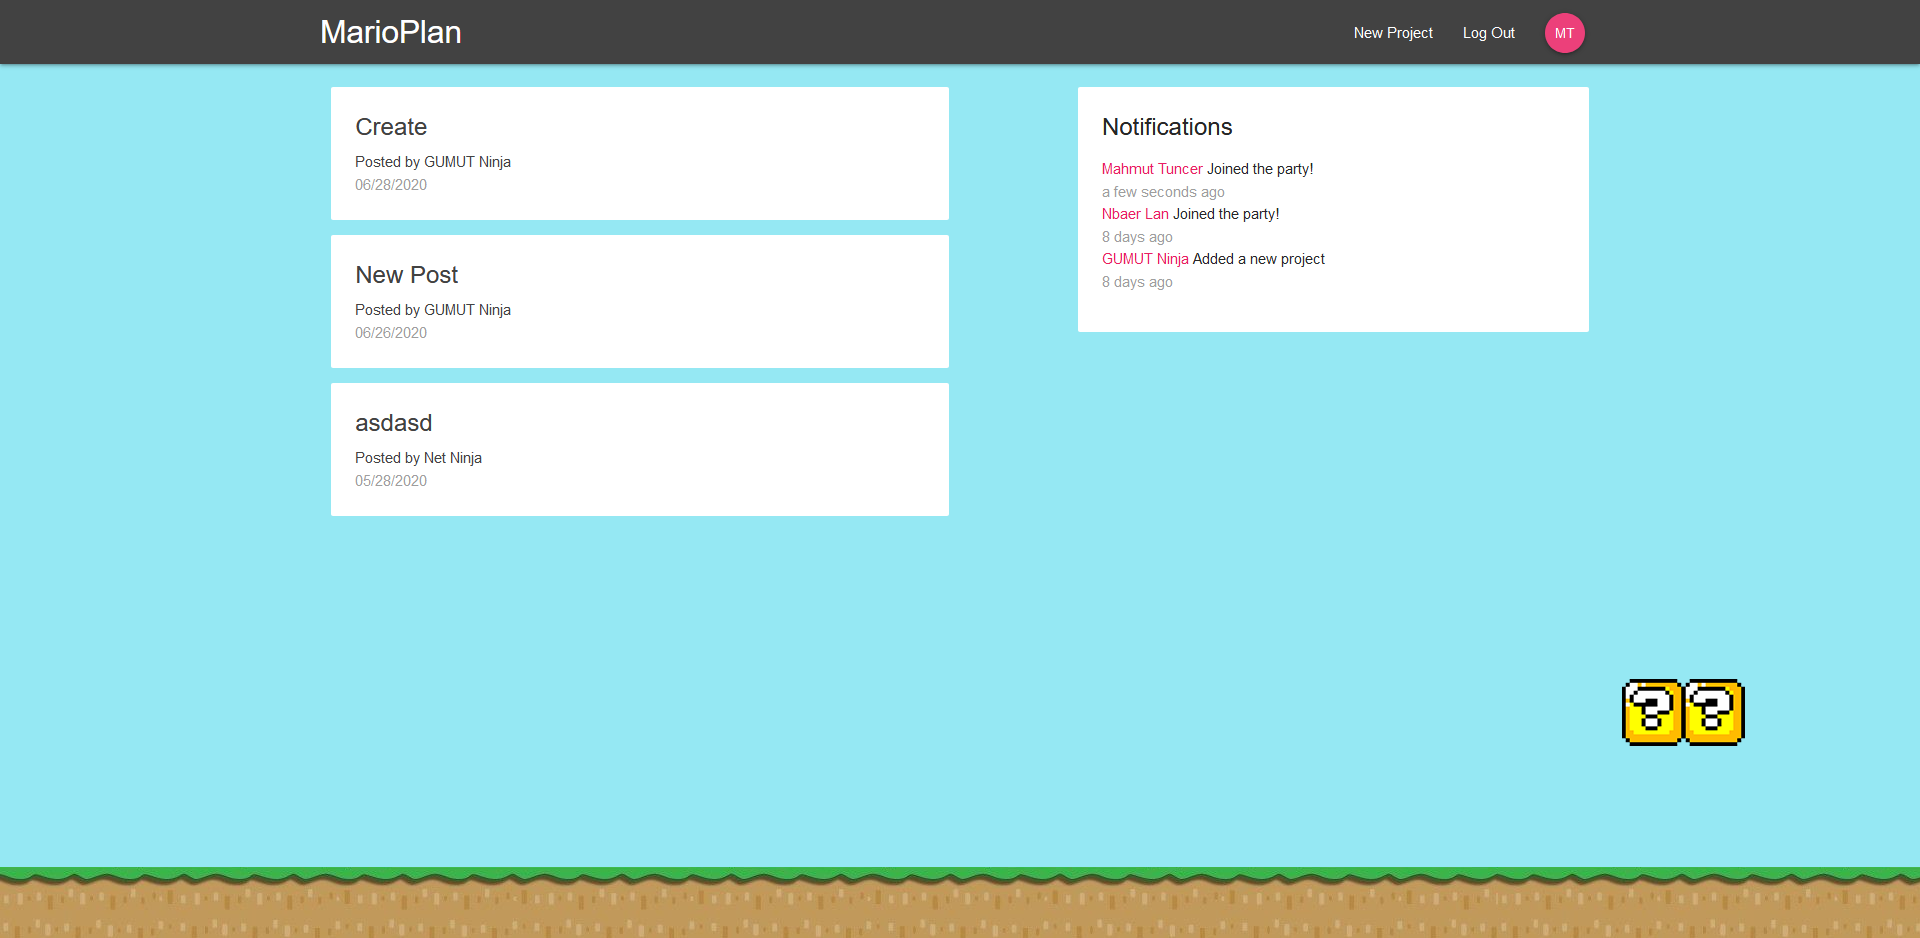 MarioPlan
New Project
Log Out
MT
Create
Posted by GUMUT Ninja
06/28/2020
New Post
Posted by GUMUT Ninja
06/26/2020
asdasd
Posted by Net Ninja
05/28/2020
Notifications
Mahmut Tuncer Joined the party!
a few seconds ago
Nbaer Lan Joined the party!
8 days ago
GUMUT Ninja Added a new project
8 days ago
? ?